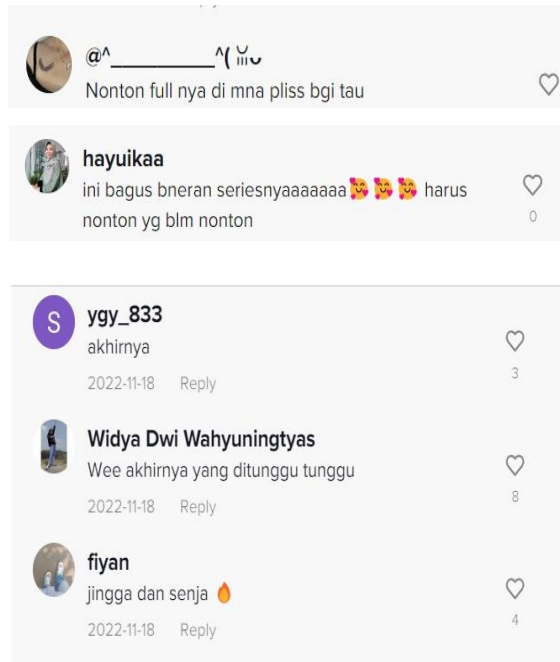 @^__________^(
Nonton full nya di mna pliss bgi tau
hayuikaa
ini bagus bneran seriesnyaaaaaaa🥰 🥰 🥰 harus
nonton yg blm nonton
0
S
ygy_833
akhirnya
3
2022-11-18 Reply
Widya Dwi Wahyuningtyas
Wee akhirnya yang ditunggu tunggu
8
2022-11-18 Reply
fiyan
jingga dan senja 🔥
4
2022-11-18 Reply